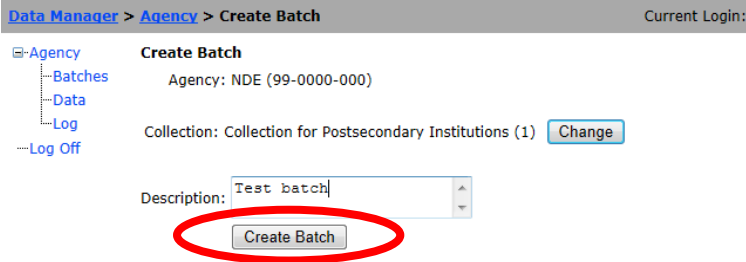 Data Manager > Agency > Create Batch Current Login:
Agency
Batches
Data
Log
Log Off
Create Batch
Agency: NDE (99-0000-000)
Collection: Collection for Postsecondary Institutions (1) Change
Description: Test batch
Create Batch